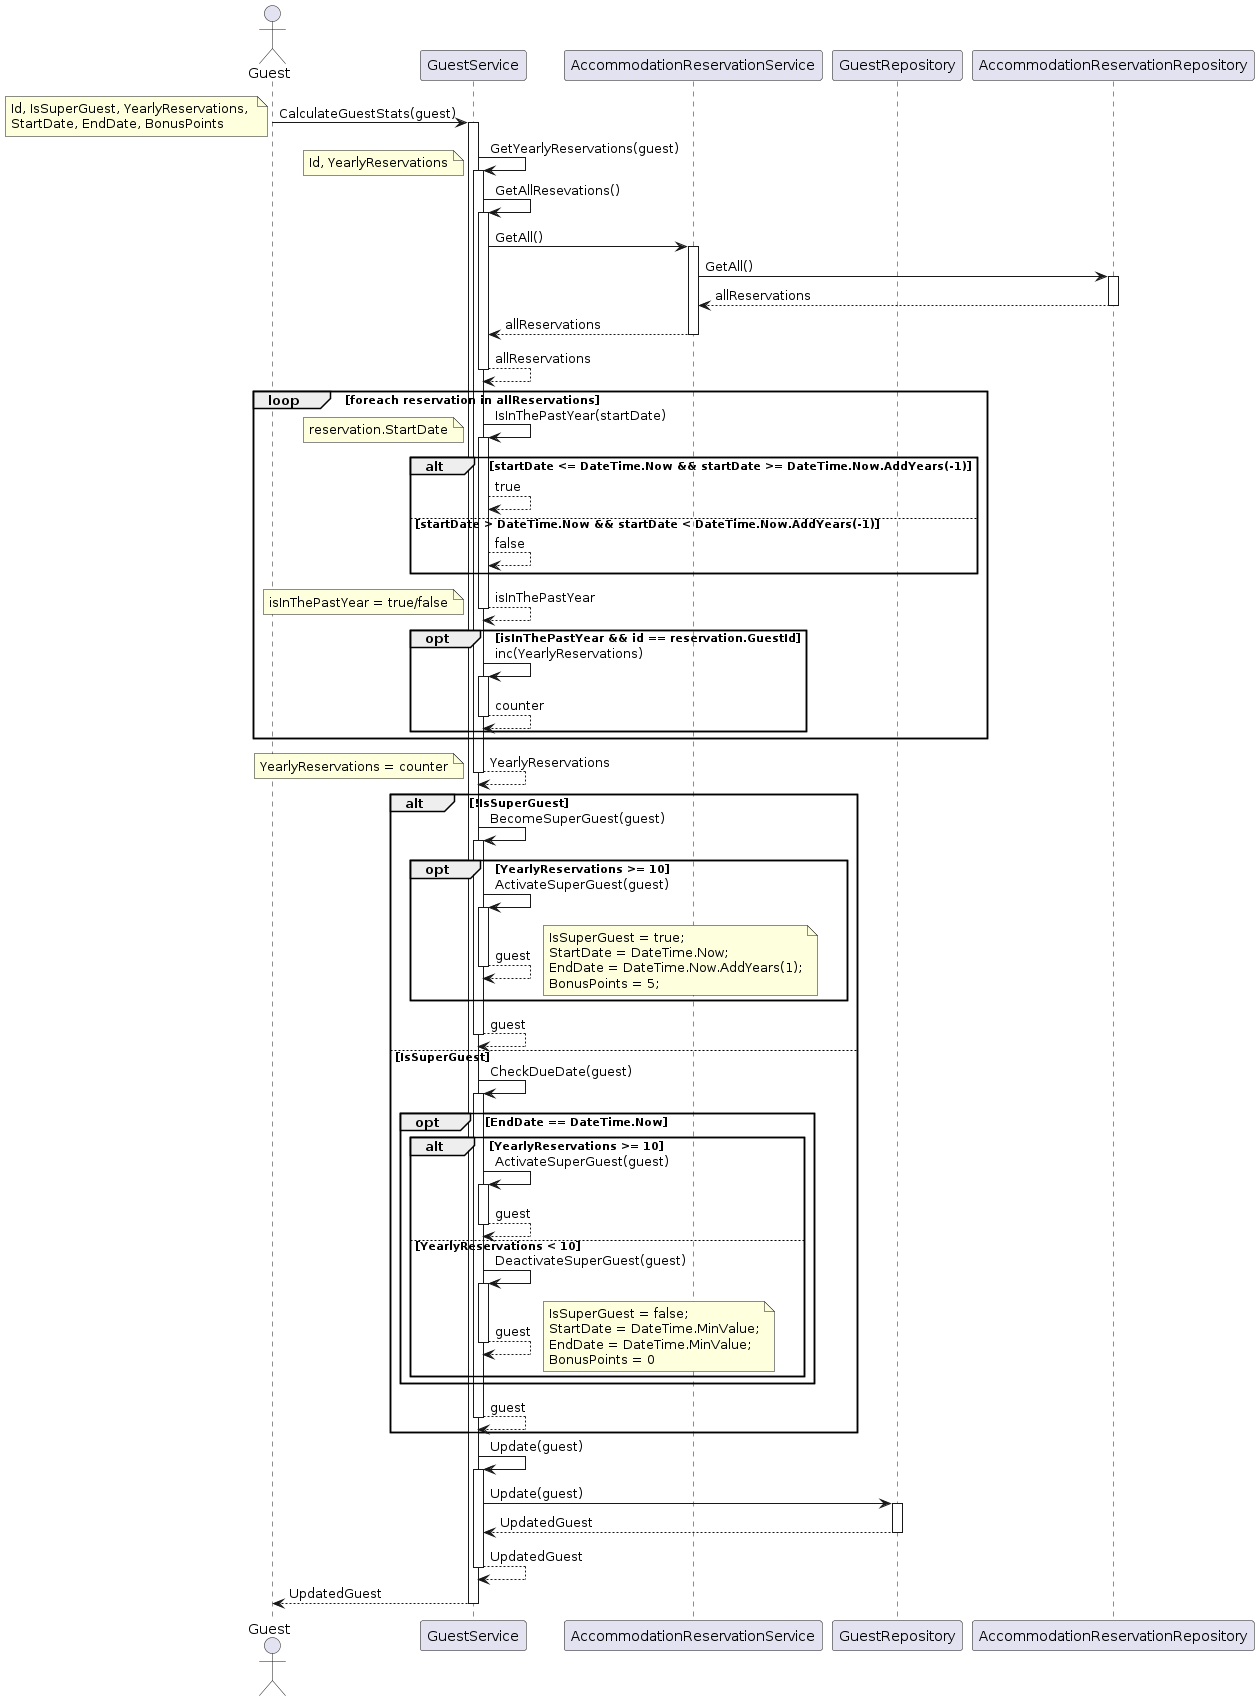 Guest
GuestService
AccommodationReservationService
GuestRepository
AccommodationReservationRepository
Id, IsSuperGuest, YearlyReservations,
StartDate, EndDate, BonusPoints
CalculateGuestStats(guest)
GetYearlyReservations(guest)
Id, YearlyReservations
GetAllResevations()
GetAll()
GetAll()
allReservations
allReservations
allReservations
loop [foreach reservation in allReservations]
IsInThePastYear(startDate)
reservation.StartDate
alt [startDate <= DateTime.Now && startDate >= DateTime.Now.AddYears(-1)]
true
[startDate > DateTime.Now && startDate < DateTime.Now.AddYears(-1)]
false
isInThePastYear
isInThePastYear = true/false
opt [isInThePastYear && id == reservation.GuestId]
inc(YearlyReservations)
counter
YearlyReservations
YearlyReservations = counter
alt [!IsSuperGuest]
BecomeSuperGuest(guest)
opt [YearlyReservations >= 10]
ActivateSuperGuest(guest)
guest
IsSuperGuest = true;
StartDate = DateTime.Now;
EndDate = DateTime.Now.AddYears(1);
BonusPoints = 5;
guest
[IsSuperGuest]
CheckDueDate(guest)
opt [EndDate == DateTime.Now]
alt [YearlyReservations >= 10]
ActivateSuperGuest(guest)
guest
[YearlyReservations < 10]
DeactivateSuperGuest(guest)
guest
IsSuperGuest = false;
StartDate = DateTime.MinValue;
EndDate = DateTime.MinValue;
BonusPoints = 0
guest
Update(guest)
Update(guest)
UpdatedGuest
UpdatedGuest
UpdatedGuest
Guest
GuestService
AccommodationReservationService
GuestRepository
AccommodationReservationRepository